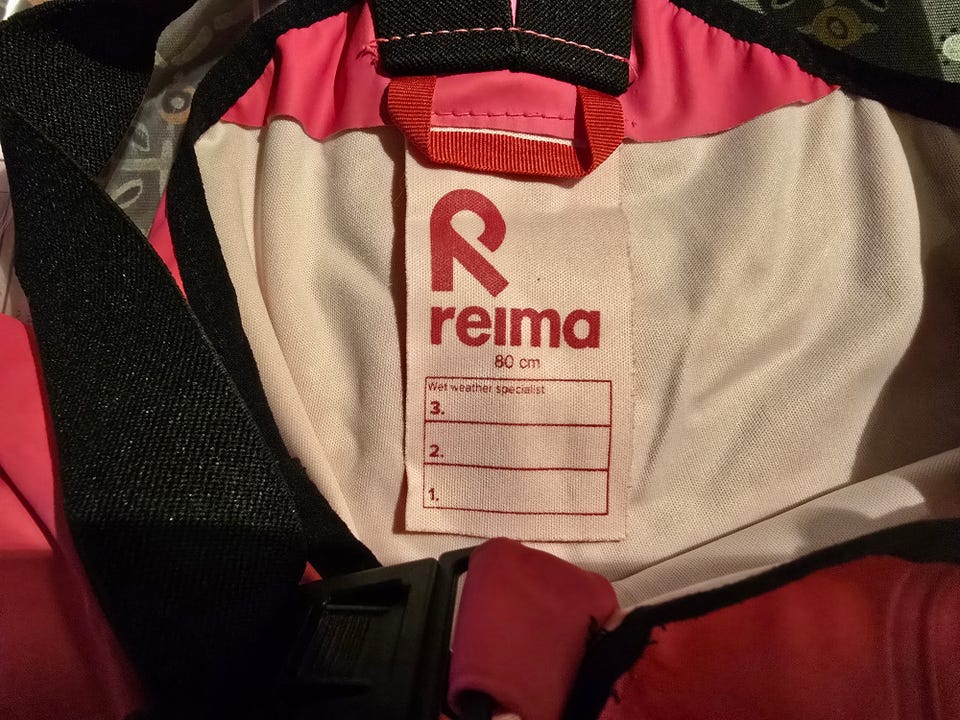 reima
80 cm
Wet weather specialist
3.
2.
1.